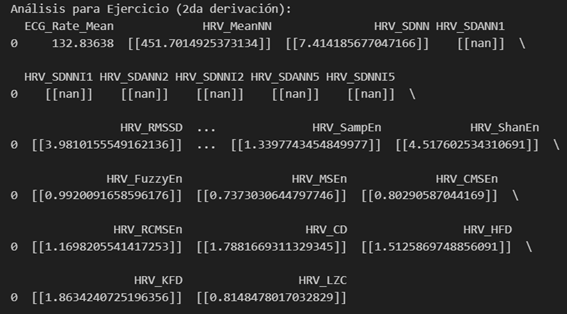 Análisis para Ejercicio (2da derivación):
ECG_Rate_Mean HRV_MeanNN HRV_SDNN HRV_SDANN1
0 132.83638 [[451.7014925373134]] [[7.414185677047166]] [[nan]] \
HRV_SDNNI1 HRV_SDANN2 HRV_SDNNI2 HRV_SDANN5 HRV_SDNNI5
0 [[nan]] [[nan]] [[nan]] [[nan]] [[nan]] \
HRV_RMSSD ... HRV_SampEn HRV_ShanEn
0 [[3.9810155549162136]] ... [[1.3397743454849977]] [[4.517602534310691]] \
HRV_FuzzyEn HRV_MSEn HRV_CMSEn
0 [[0.9920091658596176]] [[0.7373030644797746]] [[0.80290587044169]] \
HRV_RCMSEn HRV_CD HRV_HFD
0 [[1.1698205541417253]] [[1.7881669311329345]] [[1.5125869748856091]] \
HRV_KFD HRV_LZC
0 [[1.8634240725196356]] [[0.8148478017032829]]